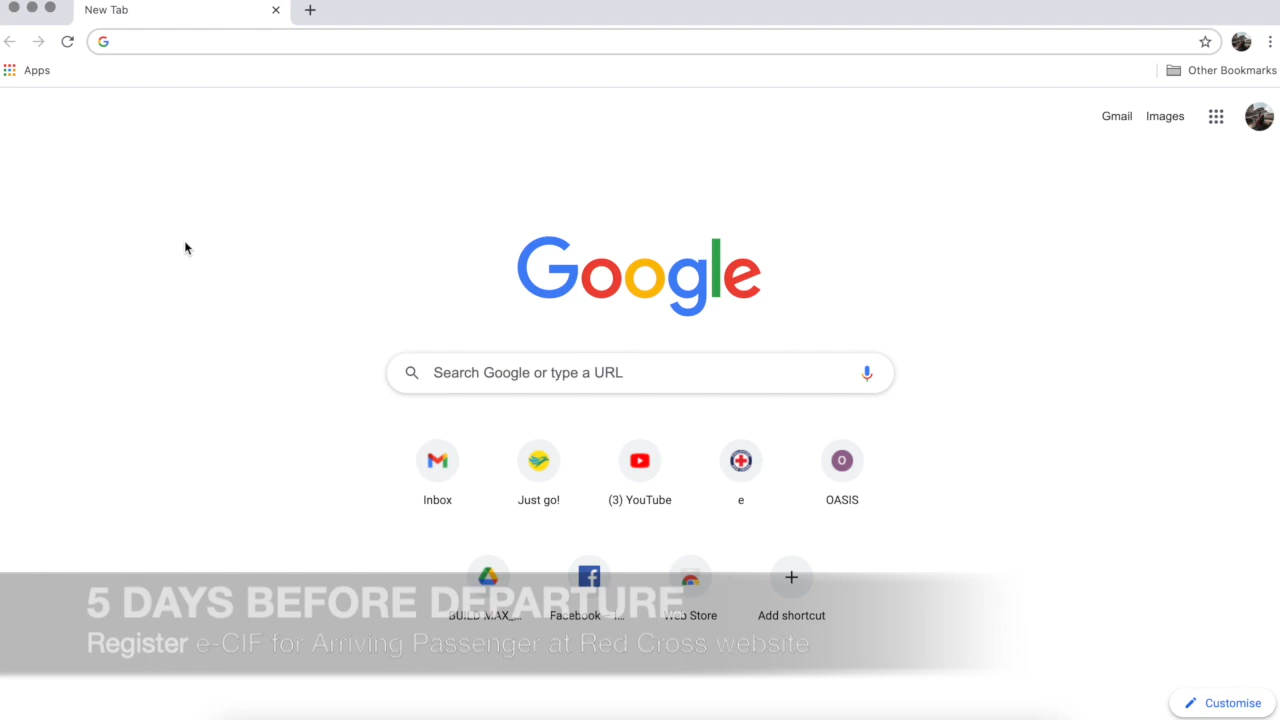 New Tab
Apps
Other Bookmarks
Gmail Images
Google
Search Google or type a URL
Inbox
Just go!
(3) YouTube
e
O
OASIS
BUILD MAX_...
Facebook – l...
Web Store
Add shortcut
5 DAYS BEFORE DEPARTURE
Register e-CIF for Arriving Passenger at Red Cross website
Customise